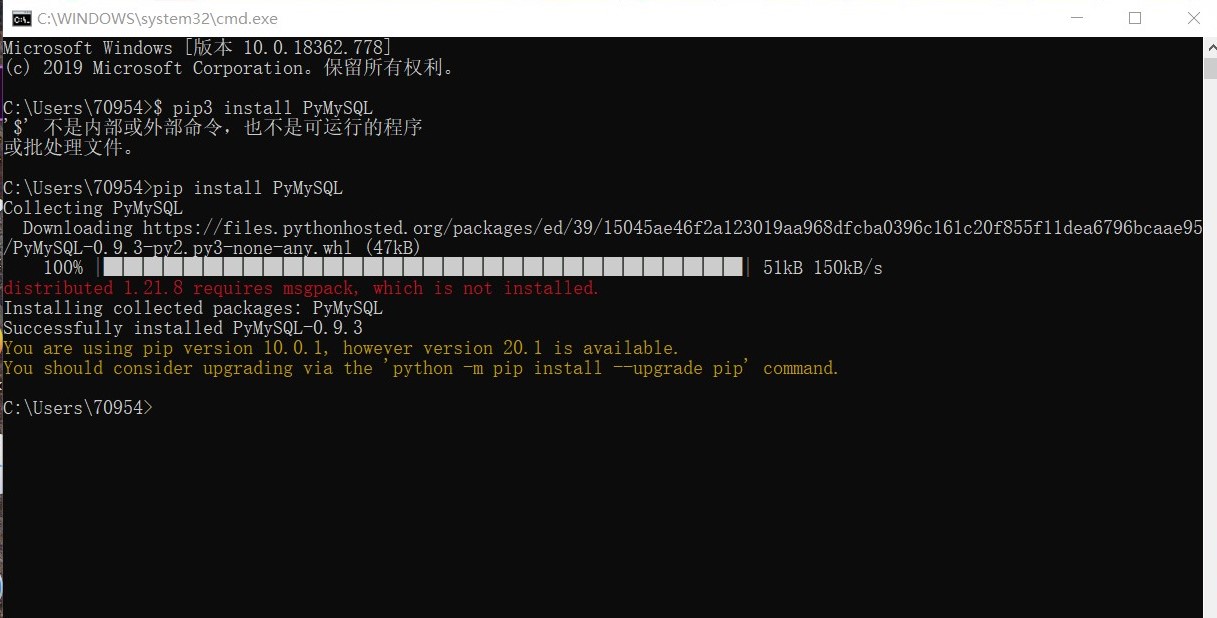 C:\WINDOWS\system32\cmd.exe
Microsoft Windows [版本 10.0.18362.778]
(c) 2019 Microsoft Corporation。保留所有权利。
C:\Users\70954>$ pip3 install PyMySQL
'$' 不是内部或外部命令，也不是可运行的程序
或批处理文件。
C:\Users\70954>pip install PyMySQL
Collecting PyMySQL
Downloading https://files.pythonhosted.org/packages/ed/39/15045ae46f2a123019aa968dfcba0396c161c20f855f11dea6796bcaae95
/PyMySQL-0.9.3-py2.py3-none-any.whl (47kB)
100% |████████████████████████████████| 51kB 150kB/s
distributed 1.21.8 requires msgpack, which is not installed.
Installing collected packages: PyMySQL
Successfully installed PyMySQL-0.9.3
You are using pip version 10.0.1, however version 20.1 is available.
You should consider upgrading via the 'python -m pip install --upgrade pip' command.
C:\Users\70954>